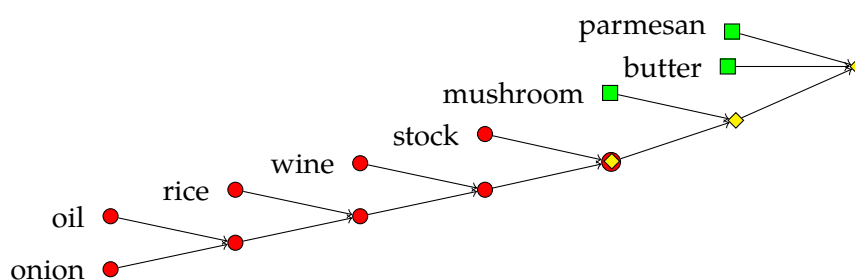 parmesan
butter
mushroom
stock
wine
rice
oil
onion